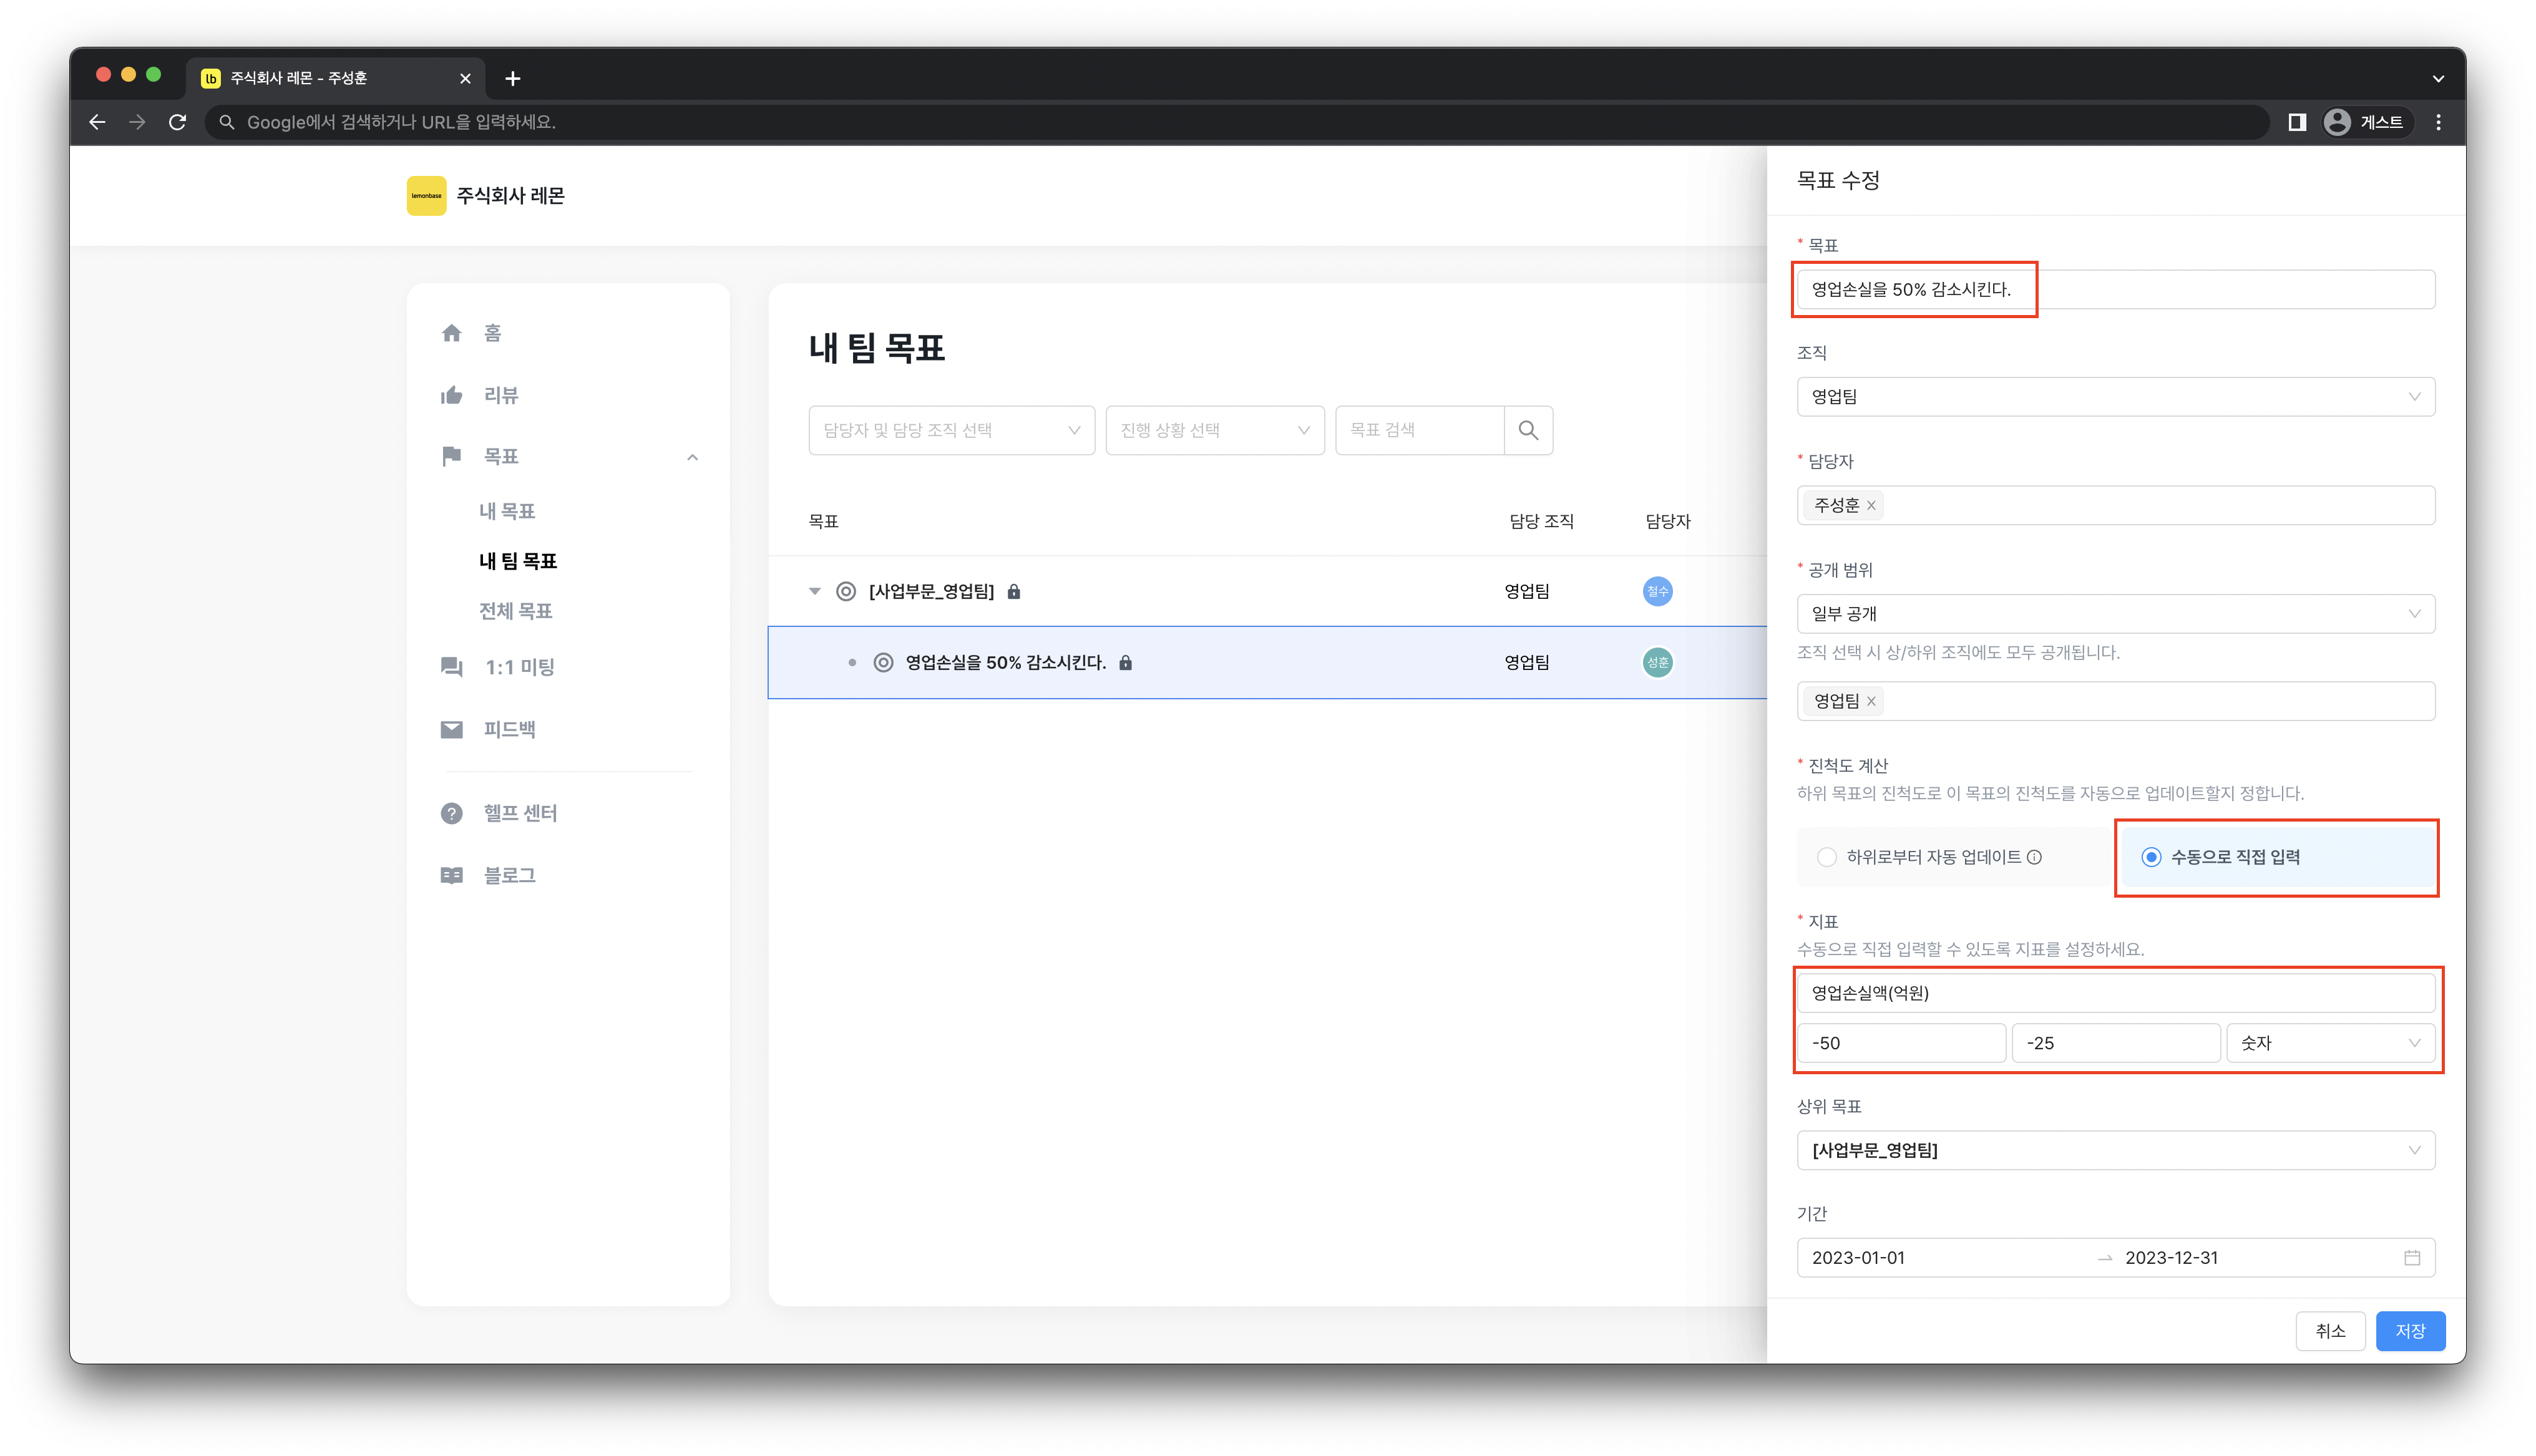 lb 주식회사 레몬 - 주성훈
Google에서 검색하거나 URL을 입력하세요.
게스트
lemonbase 주식회사 레몬
홈
리뷰
목표
내 목표
내 팀 목표
전체 목표
1:1 미팅
피드백
헬프 센터
블로그
내 팀 목표
담당자 및 담당 조직 선택
진행 상황 선택
목표 검색
목표 담당 조직 담당자
[사업부문_영업팀] 영업팀 철수
영업손실을 50% 감소시킨다. 영업팀 성훈
목표 수정
* 목표
영업손실을 50% 감소시킨다.
조직
영업팀
* 담당자
주성훈
* 공개 범위
일부 공개
조직 선택 시 상/하위 조직에도 모두 공개됩니다.
영업팀
* 진척도 계산
하위 목표의 진척도로 이 목표의 진척도를 자동으로 업데이트할지 정합니다.
하위로부터 자동 업데이트
수동으로 직접 입력
* 지표
수동으로 직접 입력할 수 있도록 지표를 설정하세요.
영업손실액(억원)
-50 -25 숫자
상위 목표
[사업부문_영업팀]
기간
2023-01-01 → 2023-12-31
취소 저장